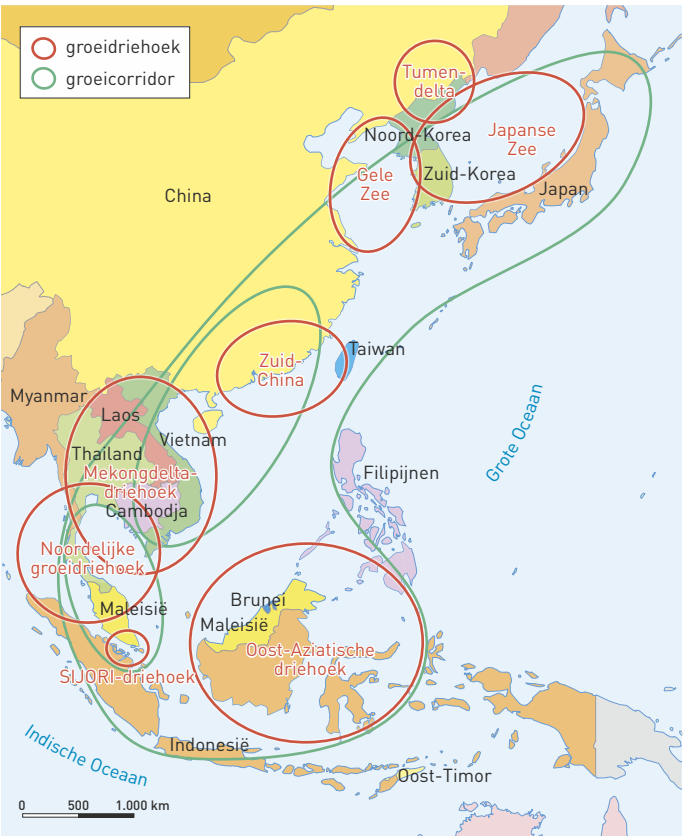 groeidriehoek
groeicorridor
Tumen-
delta
Noord-Korea
Japanse
Zee
Gele
Zee
Zuid-Korea
Japan
China
Taiwan
Zuid-
China
Myanmar
Laos
Vietnam
Thailand
Mekongdelta-
driehoek
Cambodja
Filipijnen
Grote Oceaan
Noordelijke
groeidriehoek
Maleisië
Brunei
Maleisië
Oost-Aziatische
driehoek
SIJORI-driehoek
Indonesië
Indische Oceaan
Oost-Timor
0 500 1.000 km